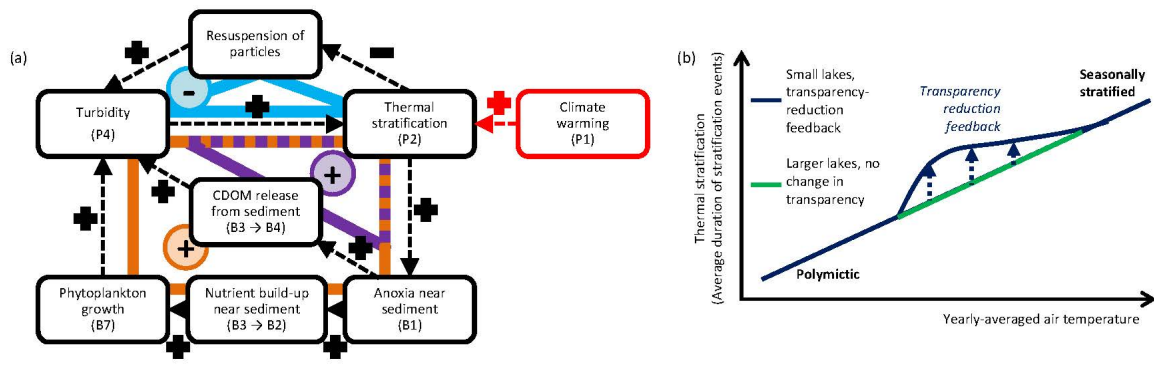 (a)
Resuspension of
particles
+
-
-
Turbidity
(P4)
+
Thermal
stratification
(P2)
+
Climate
warming
(P1)
+
+
+
CDOM release
from sediment
(B3 → B4)
+
+
+
Phytoplankton
growth
(B7)
Nutrient build-up
near sediment
(B3 → B2)
Anoxia near
sediment
(B1)
+
+
(b)
Thermal stratification
(Average duration of stratification events)
Small lakes,
transparency-
reduction
feedback
Larger lakes, no
change in
transparency
Transparency
reduction
feedback
Seasonally
stratified
Polymictic
Yearly-averaged air temperature